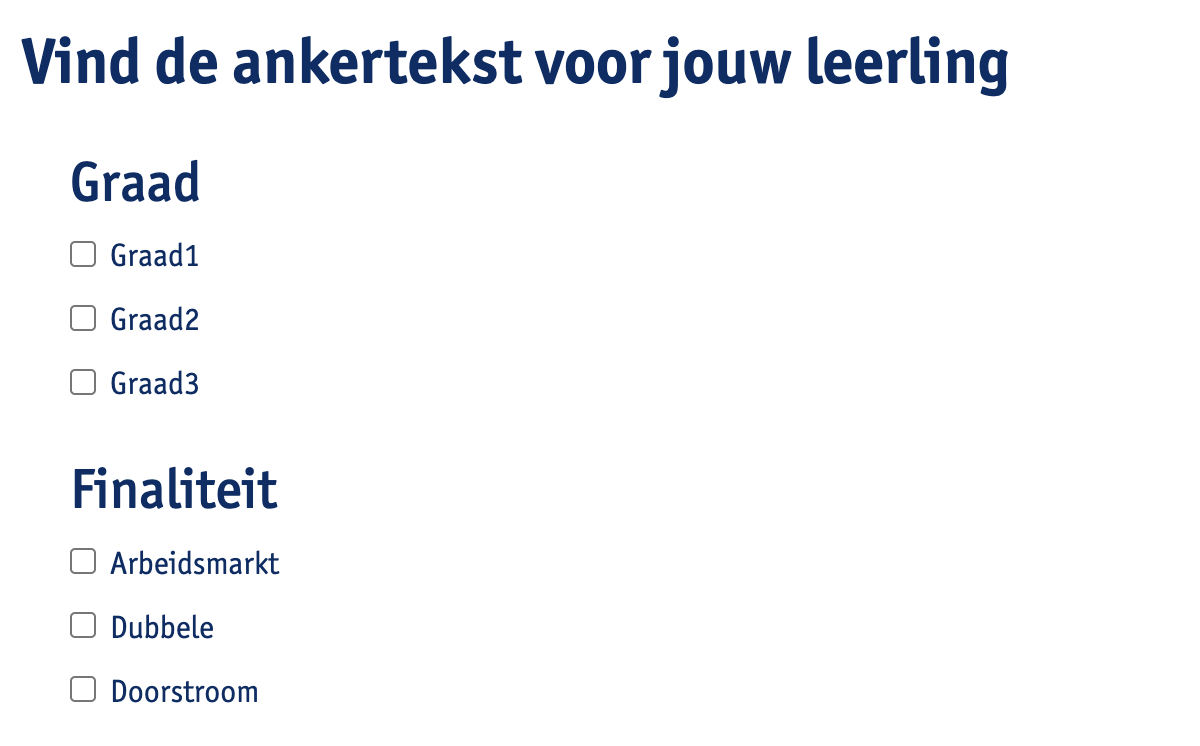 Vind de ankertekst voor jouw leerling
Graad
Graad1
Graad2
Graad3
Finaliteit
Arbeidsmarkt
Dubbele
Doorstroom